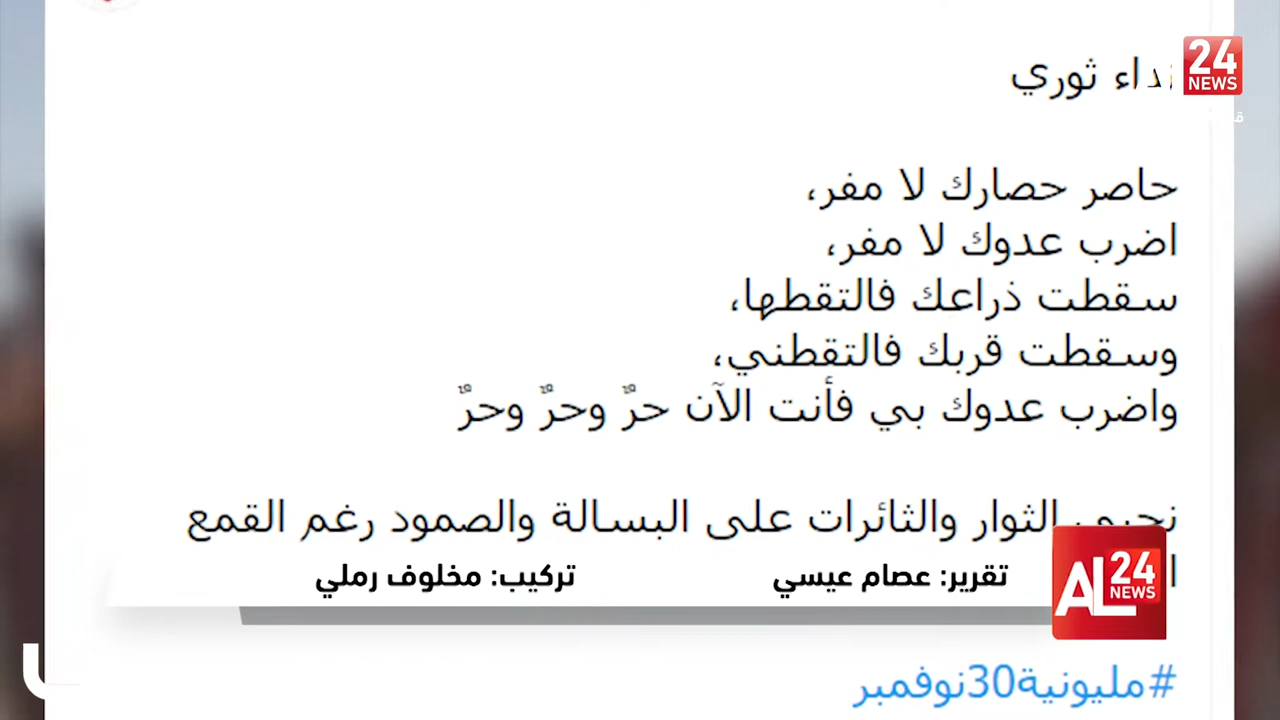 24
NEWS
نداء ثوري
حاصر حصارك لا مفر،
اضرب عدوك لا مفر،
سقطت ذراعك فالتقطها،
وسقطت قربك فالتقطني،
واضرب عدوك بي فأنت الآن حرٌّ وحرٌّ وحرٌّ
الثوار والثائرات على البسالة والصمود رغم القمع
تقرير: عصام عيسي
تركيب: مخلوف رملي
AL
24
NEWS
#مليونية30نوفمبر